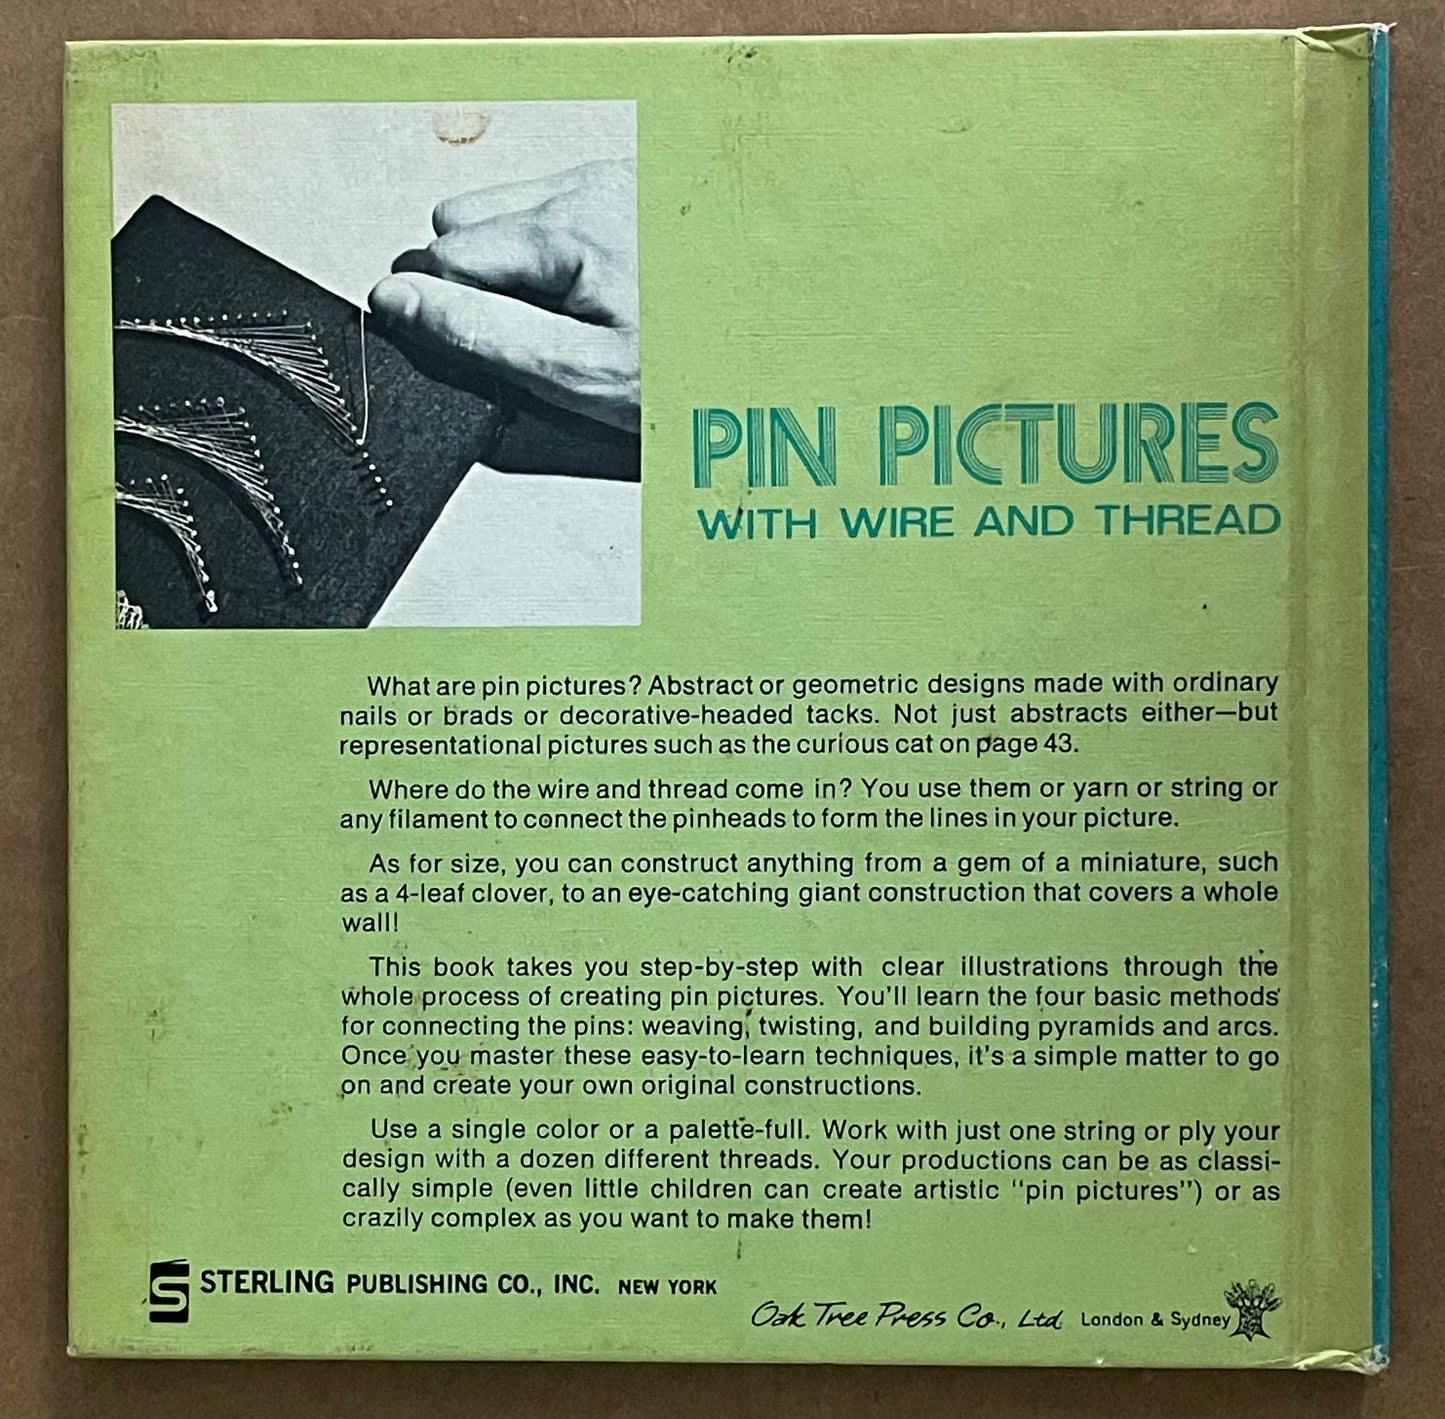 PIN PICTURES
WITH WIRE AND THREAD
What are pin pictures? Abstract or geometric designs made with ordinary
nails or brads or decorative-headed tacks. Not just abstracts either—but
representational pictures such as the curious cat on page 43.
Where do the wire and thread come in? You use them or yarn or string or
any filament to connect the pinheads to form the lines in your picture.
As for size, you can construct anything from a gem of a miniature, such
as a 4-leaf clover, to an eye-catching giant construction that covers a whole
wall!
This book takes you step-by-step with clear illustrations through the
whole process of creating pin pictures. You'll learn the four basic methods
for connecting the pins: weaving, twisting, and building pyramids and arcs.
Once you master these easy-to-learn techniques, it's a simple matter to go
on and create your own original constructions.
Use a single color or a palette-full. Work with just one string or ply your
design with a dozen different threads. Your productions can be as classi-
cally simple (even little children can create artistic "pin pictures") or as
crazily complex as you want to make them!
S STERLING PUBLISHING CO., INC. NEW YORK
Oak Tree Press Co., Ltd. London & Sydney